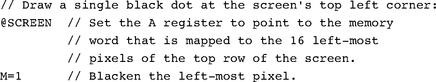 // Draw a single black dot at the screen's top left corner:
@SCREEN // Set the A register to point to the memory
// word that is mapped to the 16 left-most
// pixels of the top row of the screen.
M=1 // Blacken the left-most pixel.